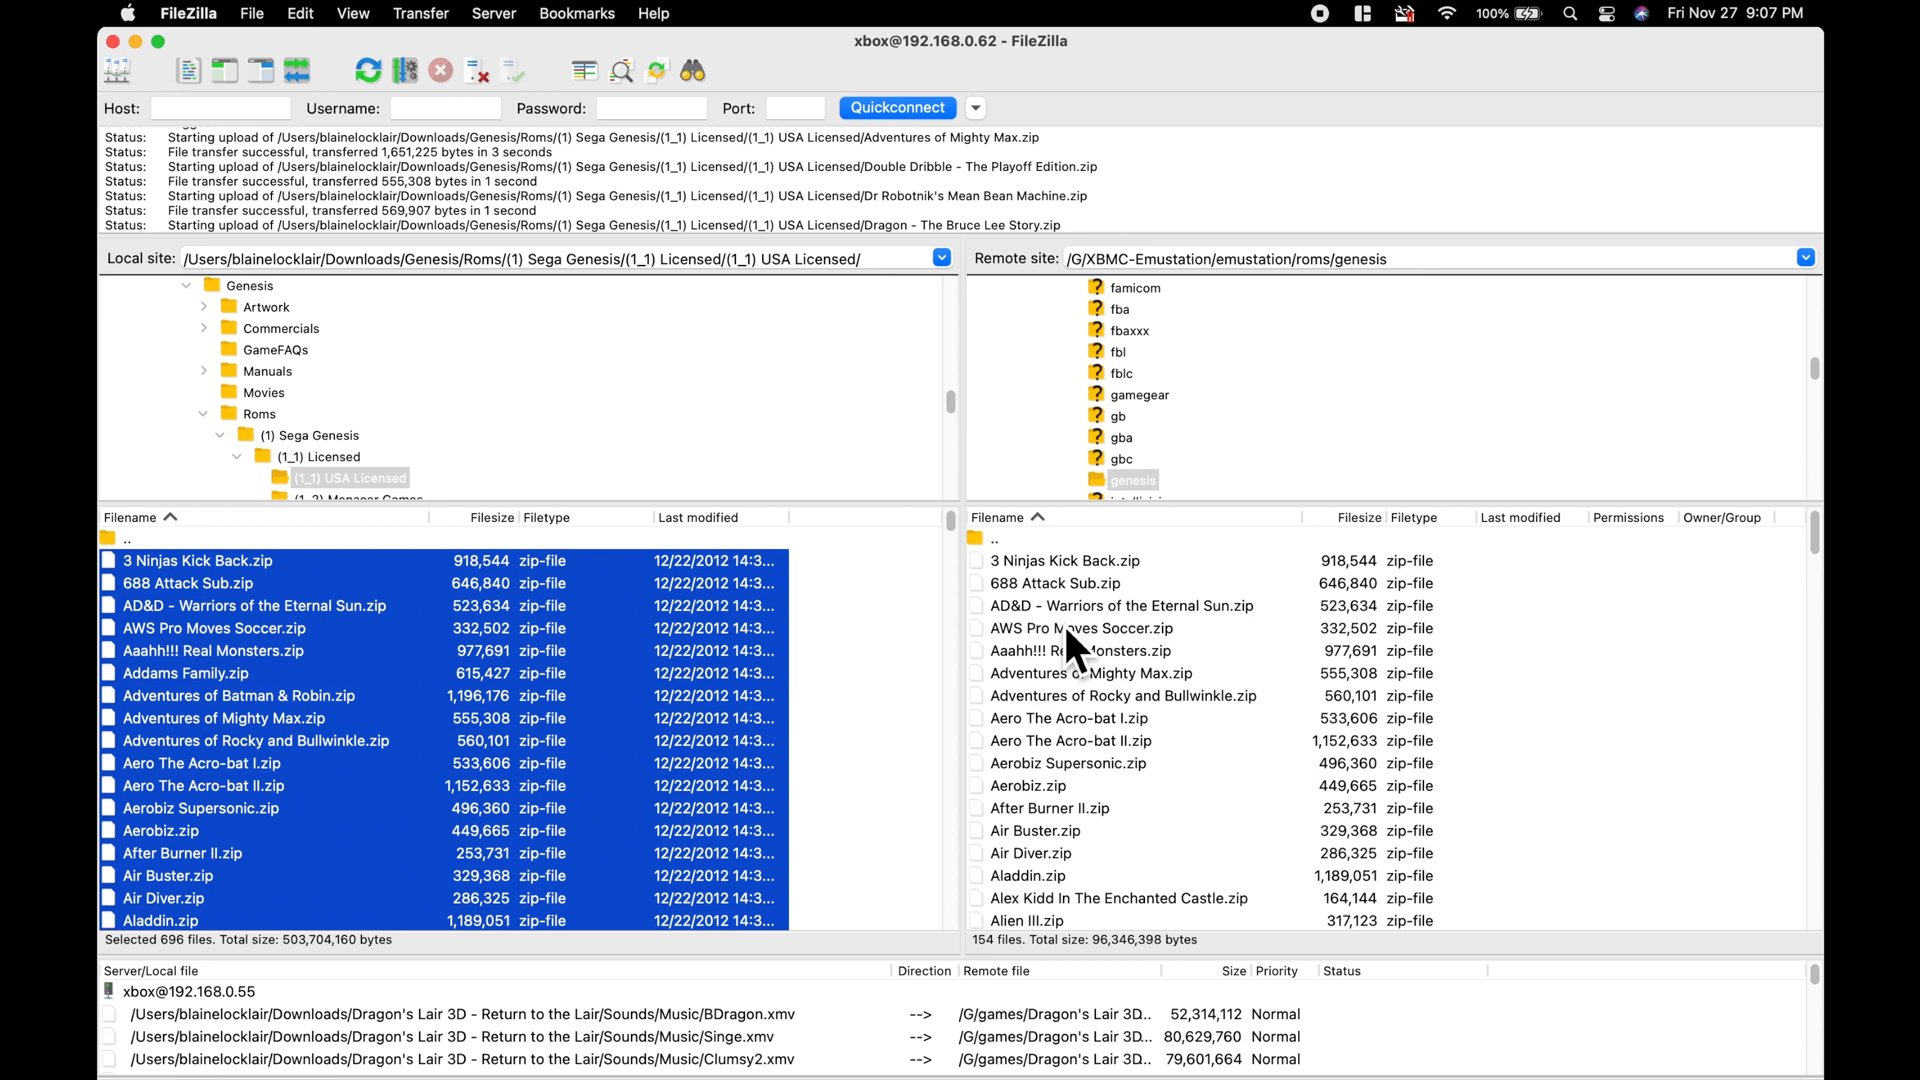 FileZilla File Edit View Transfer Server Bookmarks Help 100% Fri Nov 27 9:07 PM
xbox@192.168.0.62 - FileZilla
Host: Username: Password: Port: Quickconnect
Status: Starting upload of /Users/blainelocklair/Downloads/Genesis/Roms/(1) Sega Genesis/(1_1) Licensed/(1_1) USA Licensed/Adventures of Mighty Max.zip
Status: File transfer successful, transferred 1,651,225 bytes in 3 seconds
Status: Starting upload of /Users/blainelocklair/Downloads/Genesis/Roms/(1) Sega Genesis/(1_1) Licensed/(1_1) USA Licensed/Double Dribble - The Playoff Edition.zip
Status: File transfer successful, transferred 555,308 bytes in 1 second
Status: Starting upload of /Users/blainelocklair/Downloads/Genesis/Roms/(1) Sega Genesis/(1_1) Licensed/(1_1) USA Licensed/Dr Robotnik's Mean Bean Machine.zip
Status: File transfer successful, transferred 569,907 bytes in 1 second
Status: Starting upload of /Users/blainelocklair/Downloads/Genesis/Roms/(1) Sega Genesis/(1_1) Licensed/(1_1) USA Licensed/Dragon - The Bruce Lee Story.zip
Local site: /Users/blainelocklair/Downloads/Genesis/Roms/(1) Sega Genesis/(1_1) Licensed/(1_1) USA Licensed/
Genesis
Artwork
Commercials
GameFAQs
Manuals
Movies
Roms
(1) Sega Genesis
(1_1) Licensed
(1_1) USA Licensed
Remote site: /G/XBMC-Emustation/emustation/roms/genesis
famicom
fba
fbaxxx
fbl
fblc
gamegear
gb
gba
gbc
genesis
Filename Filesize Filetype Last modified
..
3 Ninjas Kick Back.zip 918,544 zip-file 12/22/2012 14:3...
688 Attack Sub.zip 646,840 zip-file 12/22/2012 14:3...
AD&D - Warriors of the Eternal Sun.zip 523,634 zip-file 12/22/2012 14:3...
AWS Pro Moves Soccer.zip 332,502 zip-file 12/22/2012 14:3...
Aaahh!!! Real Monsters.zip 977,691 zip-file 12/22/2012 14:3...
Addams Family.zip 615,427 zip-file 12/22/2012 14:3...
Adventures of Batman & Robin.zip 1,196,176 zip-file 12/22/2012 14:3...
Adventures of Mighty Max.zip 555,308 zip-file 12/22/2012 14:3...
Adventures of Rocky and Bullwinkle.zip 560,101 zip-file 12/22/2012 14:3...
Aero The Acro-bat I.zip 533,606 zip-file 12/22/2012 14:3...
Aero The Acro-bat II.zip 1,152,633 zip-file 12/22/2012 14:3...
Aerobiz Supersonic.zip 496,360 zip-file 12/22/2012 14:3...
Aerobiz.zip 449,665 zip-file 12/22/2012 14:3...
After Burner II.zip 253,731 zip-file 12/22/2012 14:3...
Air Buster.zip 329,368 zip-file 12/22/2012 14:3...
Air Diver.zip 286,325 zip-file 12/22/2012 14:3...
Aladdin.zip 1,189,051 zip-file 12/22/2012 14:3...
Selected 696 files. Total size: 503,704,160 bytes
Filename Filesize Filetype Last modified Permissions Owner/Group
..
3 Ninjas Kick Back.zip 918,544 zip-file
688 Attack Sub.zip 646,840 zip-file
AD&D - Warriors of the Eternal Sun.zip 523,634 zip-file
AWS Pro Moves Soccer.zip 332,502 zip-file
Aaahh!!! Real Monsters.zip 977,691 zip-file
Adventures of Mighty Max.zip 555,308 zip-file
Adventures of Rocky and Bullwinkle.zip 560,101 zip-file
Aero The Acro-bat I.zip 533,606 zip-file
Aero The Acro-bat II.zip 1,152,633 zip-file
Aerobiz Supersonic.zip 496,360 zip-file
Aerobiz.zip 449,665 zip-file
After Burner II.zip 253,731 zip-file
Air Buster.zip 329,368 zip-file
Air Diver.zip 286,325 zip-file
Aladdin.zip 1,189,051 zip-file
Alex Kidd In The Enchanted Castle.zip 164,144 zip-file
Alien III.zip 317,123 zip-file
154 files. Total size: 96,346,398 bytes
Server/Local file Direction Remote file Size Priority Status
xbox@192.168.0.55
/Users/blainelocklair/Downloads/Dragon's Lair 3D - Return to the Lair/Sounds/Music/BDragon.xmv --> /G/games/Dragon's Lair 3D... 52,314,112 Normal
/Users/blainelocklair/Downloads/Dragon's Lair 3D - Return to the Lair/Sounds/Music/Singe.xmv --> /G/games/Dragon's Lair 3D... 80,629,760 Normal
/Users/blainelocklair/Downloads/Dragon's Lair 3D - Return to the Lair/Sounds/Music/Clumsy2.xmv --> /G/games/Dragon's Lair 3D... 79,601,664 Normal